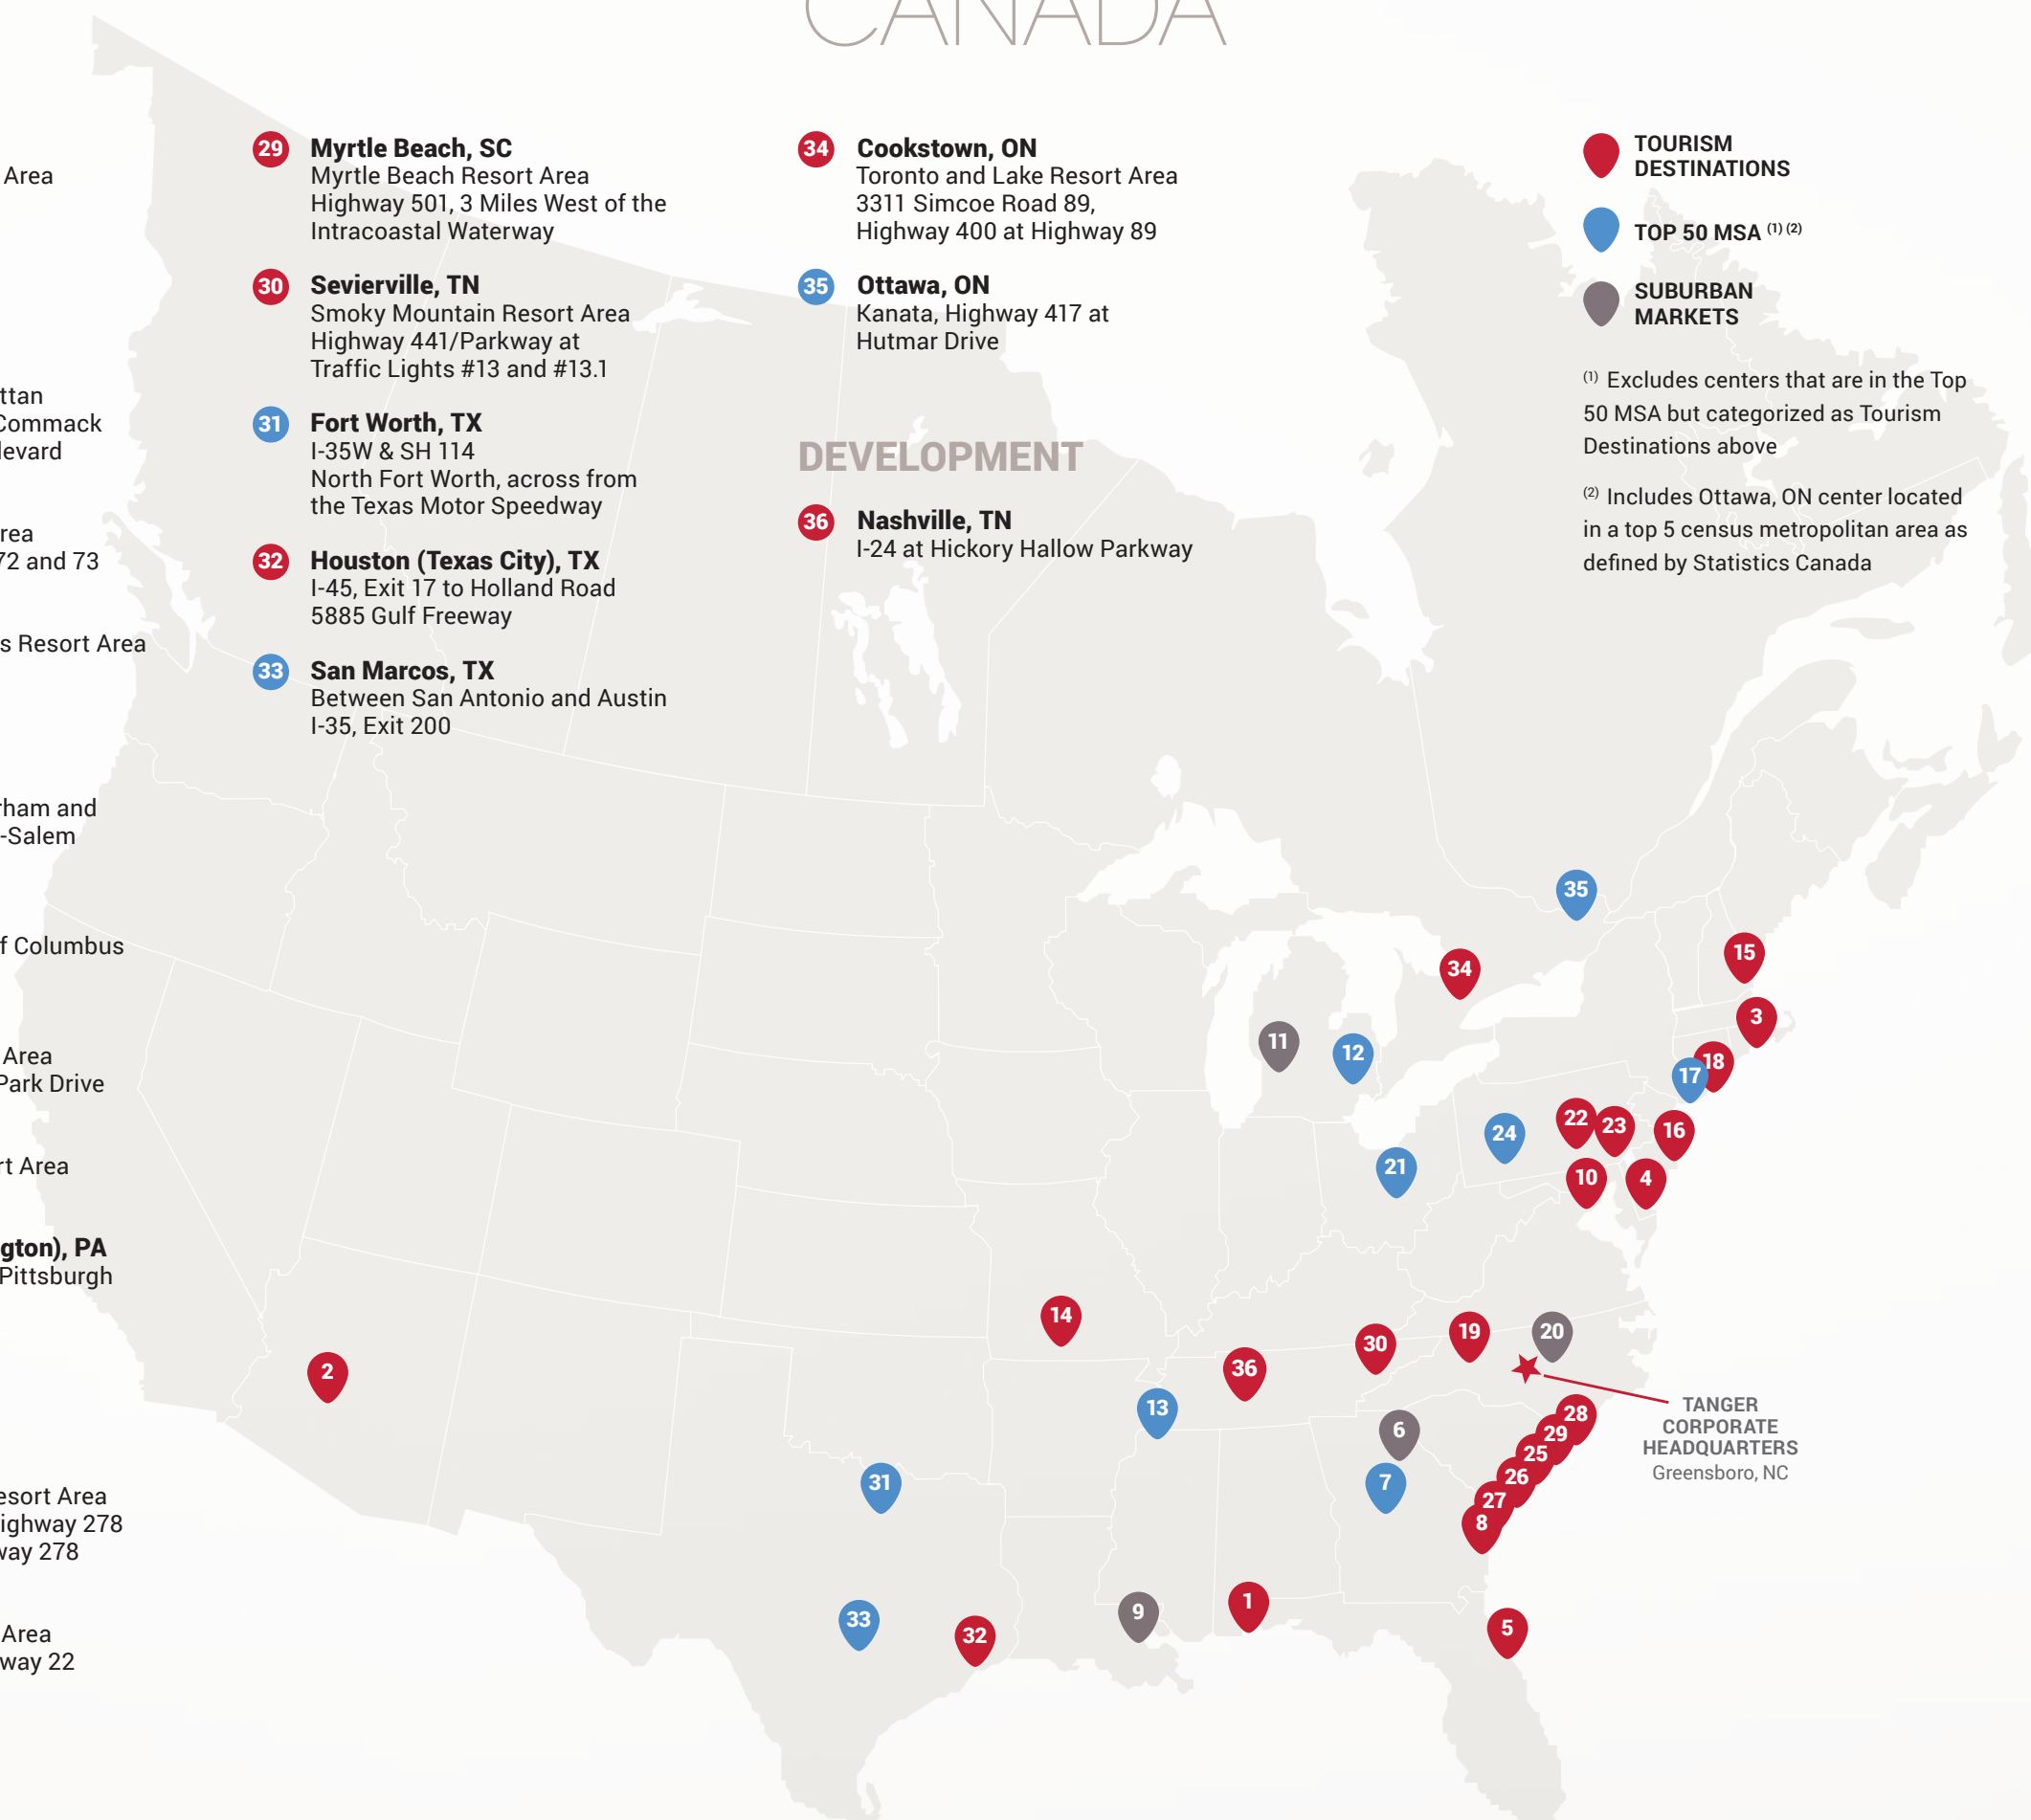 CANADA
Area
ttan
Commack
levard
rea
72 and 73
s Resort Area
rham and
-Salem
f Columbus
Area
Park Drive
rt Area
gton), PA
Pittsburgh
esort Area
ighway 278
way 278
Area
way 22
29 Myrtle Beach, SC
Myrtle Beach Resort Area
Highway 501, 3 Miles West of the
Intracoastal Waterway
30 Sevierville, TN
Smoky Mountain Resort Area
Highway 441/Parkway at
Traffic Lights #13 and #13.1
31 Fort Worth, TX
I-35W & SH 114
North Fort Worth, across from
the Texas Motor Speedway
32 Houston (Texas City), TX
I-45, Exit 17 to Holland Road
5885 Gulf Freeway
33 San Marcos, TX
Between San Antonio and Austin
I-35, Exit 200
34 Cookstown, ON
Toronto and Lake Resort Area
3311 Simcoe Road 89,
Highway 400 at Highway 89
35 Ottawa, ON
Kanata, Highway 417 at
Hutmar Drive
DEVELOPMENT
36 Nashville, TN
I-24 at Hickory Hallow Parkway
TOURISM
DESTINATIONS
TOP 50 MSA (1) (2)
SUBURBAN
MARKETS
(1) Excludes centers that are in the Top
50 MSA but categorized as Tourism
Destinations above
(2) Includes Ottawa, ON center located
in a top 5 census metropolitan area as
defined by Statistics Canada
35
15
34
3
11
12
18
17
22
23
16
24
21
10
4
14
19
20
30
36
2
13
28
6
29
25
31
7
26
27
8
1
9
33
5
32
TANGER
CORPORATE
HEADQUARTERS
Greensboro, NC